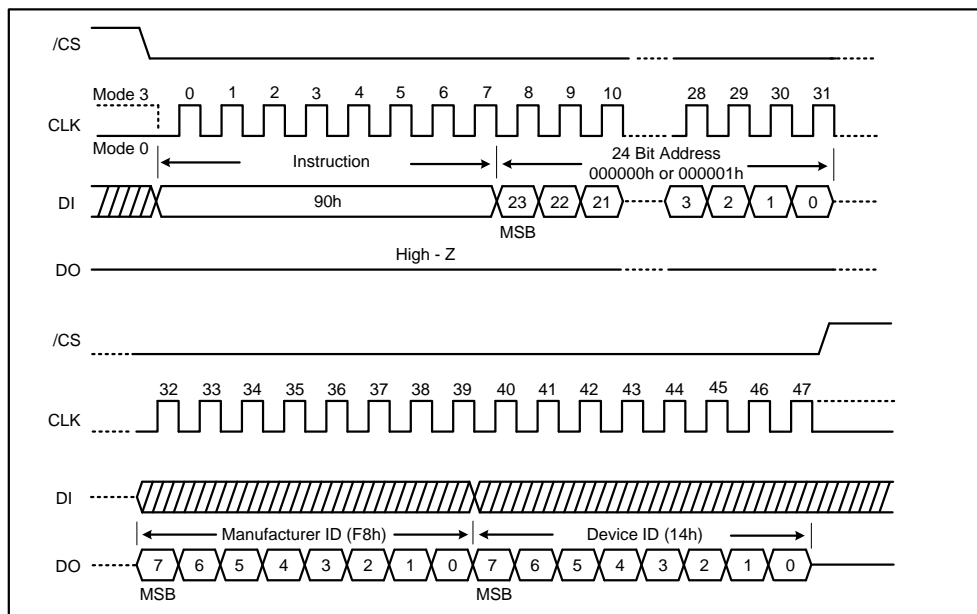 /CS
Mode 3
0 1 2 3 4 5 6 7 8 9 10 28 29 30 31
CLK
Mode 0
Instruction
24 Bit Address
000000h or 000001h
DI
90h
23 22 21 3 2 1 0
MSB
High - Z
DO
/CS
32 33 34 35 36 37 38 39 40 41 42 43 44 45 46 47
CLK
DI
Manufacturer ID (F8h) Device ID (14h)
DO
7 6 5 4 3 2 1 0 7 6 5 4 3 2 1 0
MSB MSB